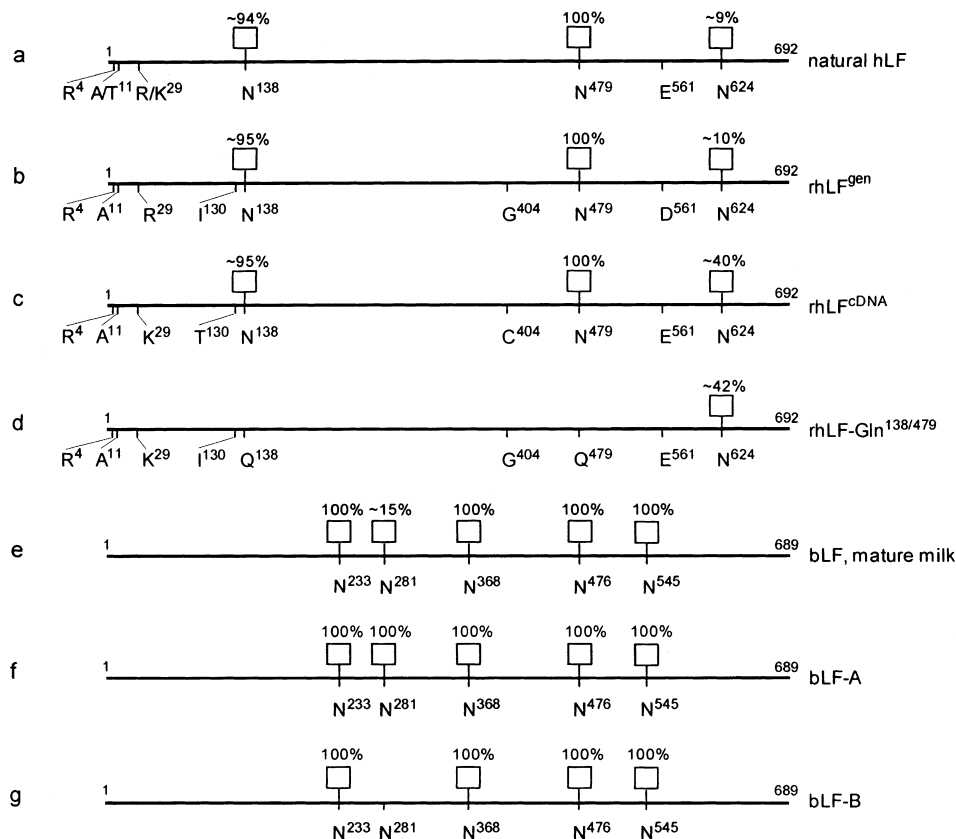 ~94% 100% ~9%
a 1 692 natural hLF
R⁴ A/T¹¹ R/K²⁹ N¹³⁸ N⁴⁷⁹ E⁵⁶¹ N⁶²⁴
~95% 100% ~10%
b 1 692 rhLFᵍᵉⁿ
R⁴ A¹¹ R²⁹ I¹³⁰ N¹³⁸ G⁴⁰⁴ N⁴⁷⁹ D⁵⁶¹ N⁶²⁴
~95% 100% ~40%
c 1 692 rhLFᶜᴰᴺᴬ
R⁴ A¹¹ K²⁹ T¹³⁰ N¹³⁸ C⁴⁰⁴ N⁴⁷⁹ E⁵⁶¹ N⁶²⁴
~42%
d 1 692 rhLF-Gln¹³⁸/⁴⁷⁹
R⁴ A¹¹ K²⁹ I¹³⁰ Q¹³⁸ G⁴⁰⁴ Q⁴⁷⁹ E⁵⁶¹ N⁶²⁴
100% ~15% 100% 100% 100%
e 1 689 bLF, mature milk
N²³³ N²⁸¹ N³⁶⁸ N⁴⁷⁶ N⁵⁴⁵
100% 100% 100% 100% 100%
f 1 689 bLF-A
N²³³ N²⁸¹ N³⁶⁸ N⁴⁷⁶ N⁵⁴⁵
100% 100% 100% 100%
g 1 689 bLF-B
N²³³ N²⁸¹ N³⁶⁸ N⁴⁷⁶ N⁵⁴⁵